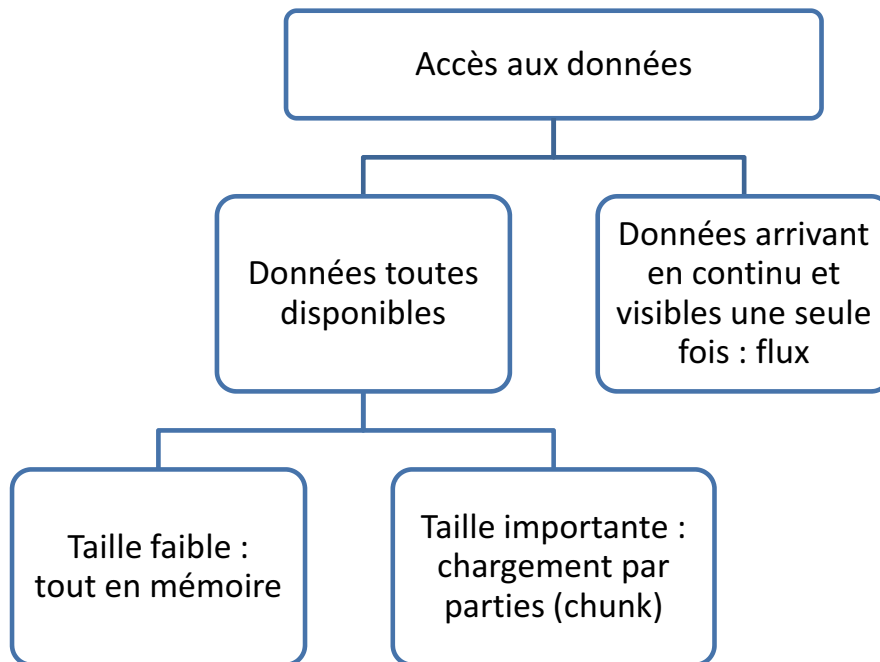 Accès aux données
Données toutes
disponibles
Données arrivant
en continu et
visibles une seule
fois : flux
Taille faible :
tout en mémoire
Taille importante :
chargement par
parties (chunk)